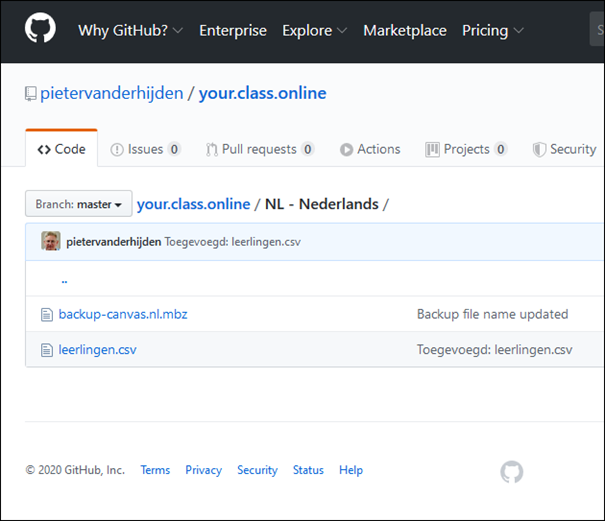 Why GitHub? Enterprise Explore Marketplace Pricing S
pietervanderhijden / your.class.online
Code Issues 0 Pull requests 0 Actions Projects 0 Security
Branch: master your.class.online / NL - Nederlands /
pietervanderhijden Toegevoegd: leerlingen.csv
..
backup-canvas.nl.mbz Backup file name updated
leerlingen.csv Toegevoegd: leerlingen.csv
© 2020 GitHub, Inc. Terms Privacy Security Status Help